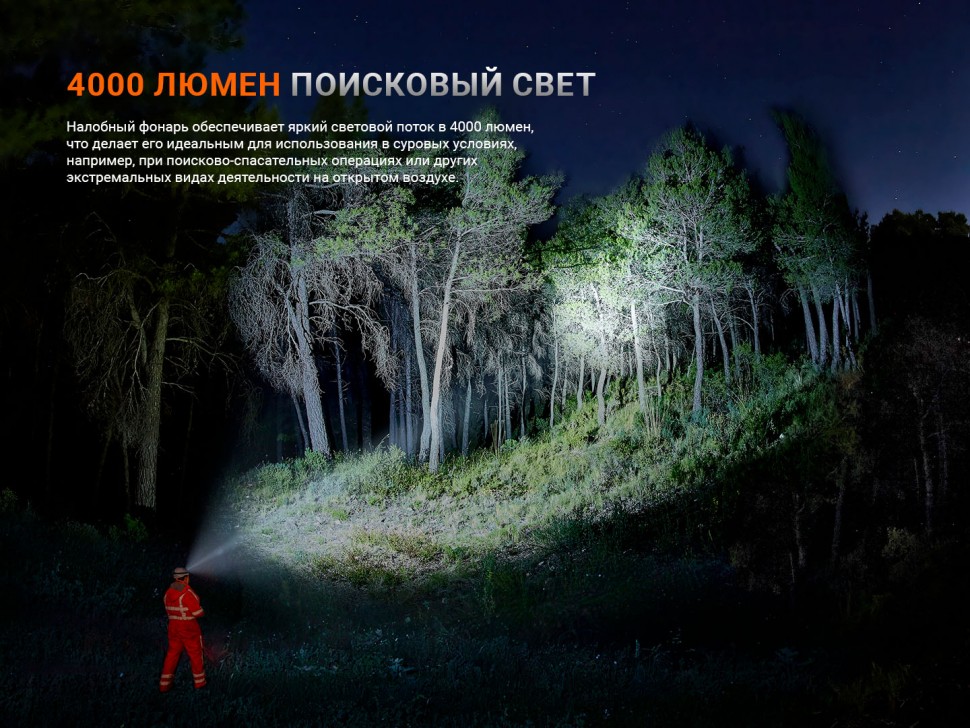 4000 ЛЮМЕН ПОИСКОВЫЙ СВЕТ
Налобный фонарь обеспечивает яркий световой поток в 4000 люмен,
что делает его идеальным для использования в суровых условиях,
например, при поисково-спасательных операциях или других
экстремальных видах деятельности на открытом воздухе.